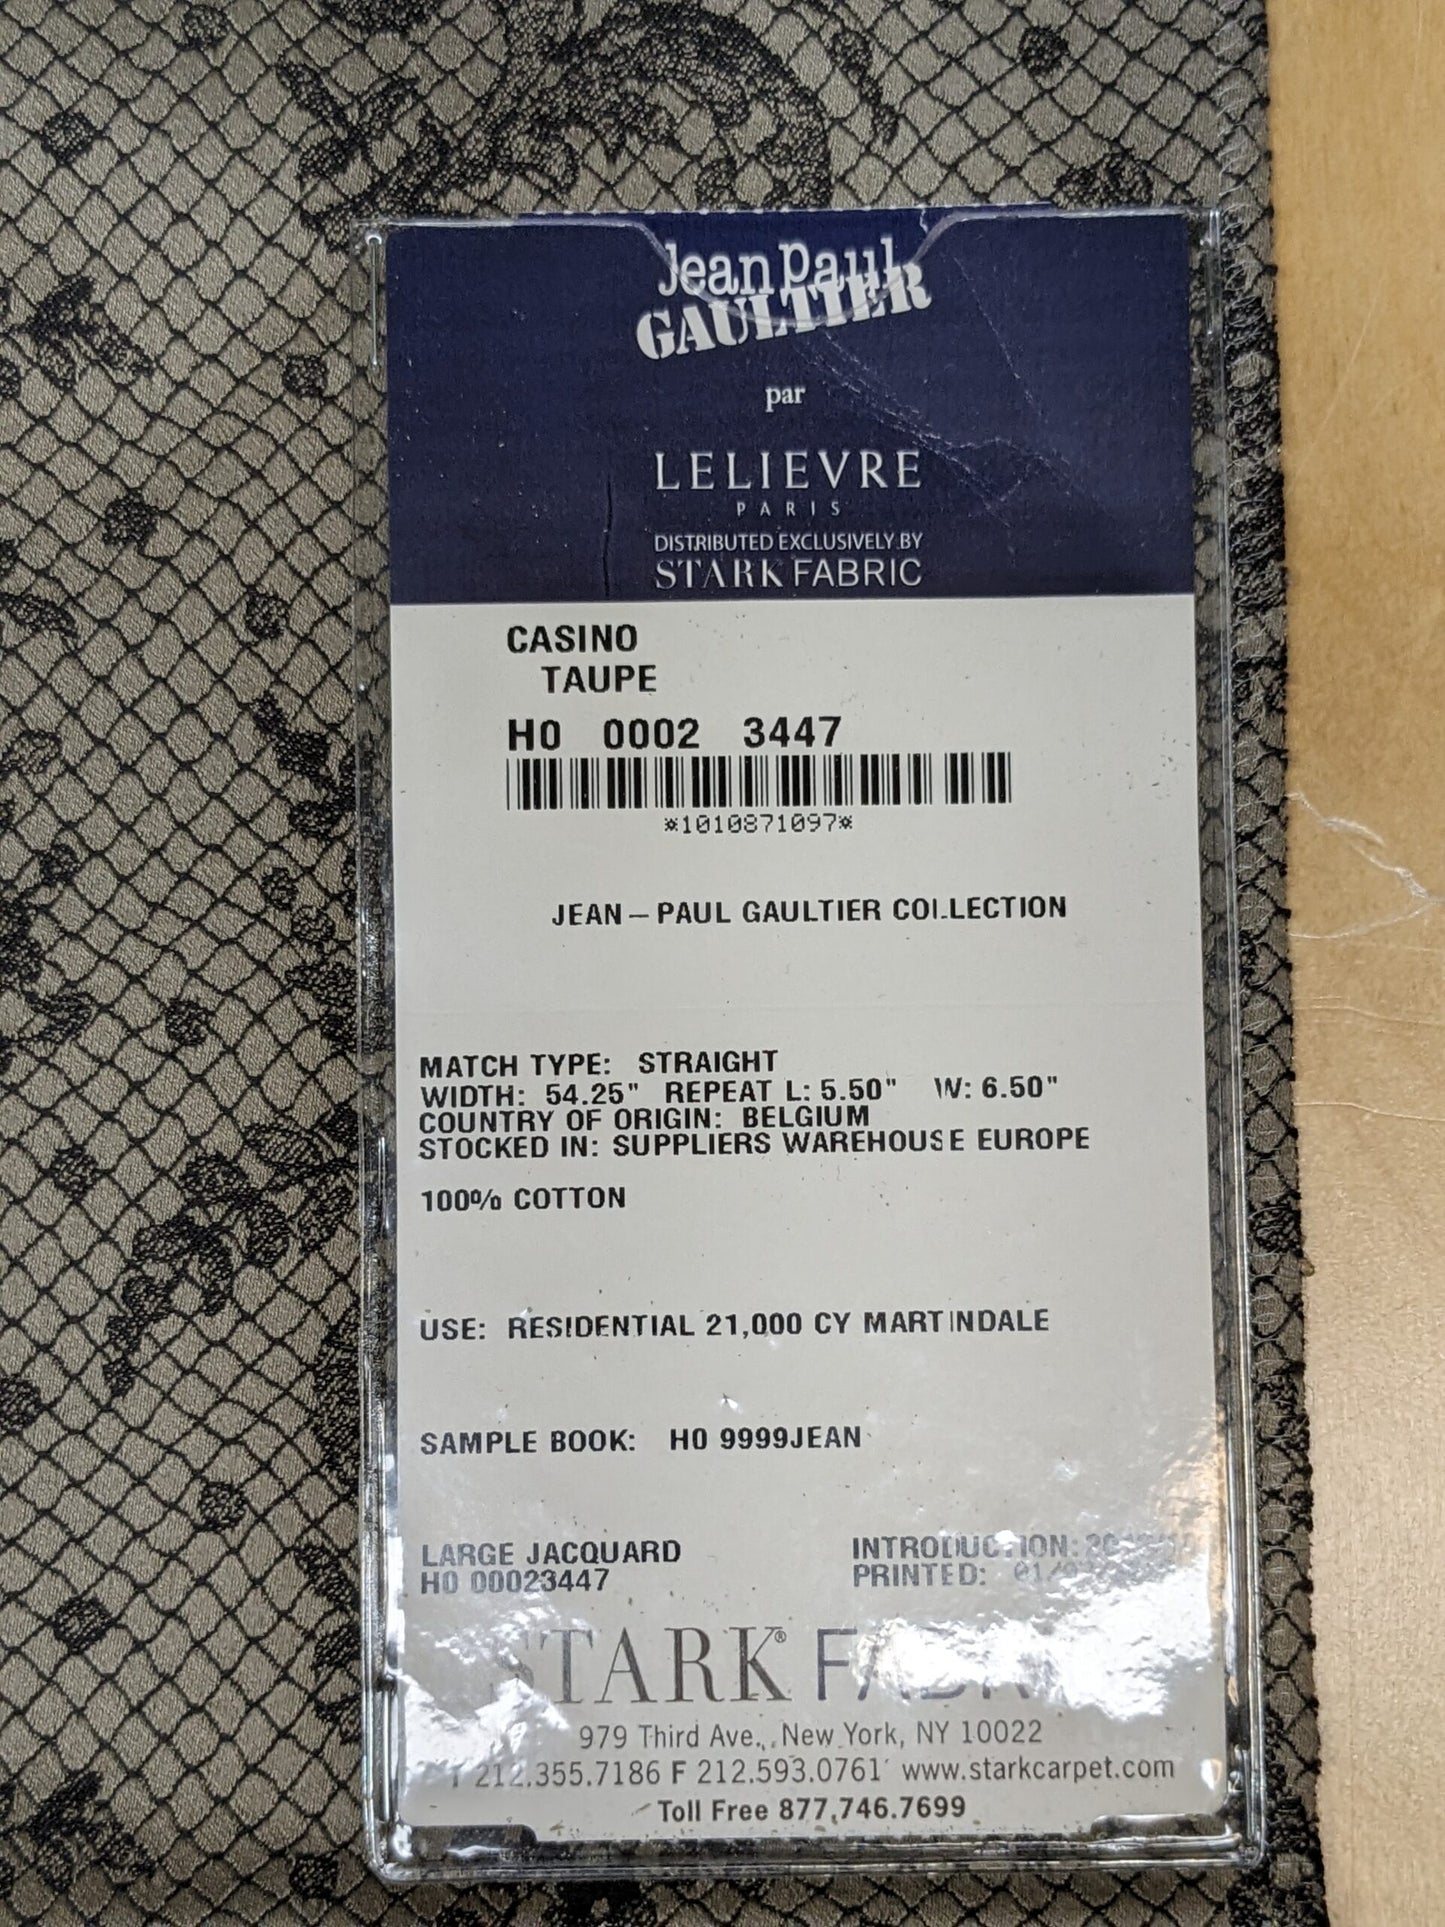 Jean Paul
GAULTIER
par
LELIEVRE
PARIS
DISTRIBUTED EXCLUSIVELY BY
STARK FABRIC
CASINO
TAUPE
H0 0002 3447
*1010871097*
JEAN-PAUL GAULTIER COLLECTION
MATCH TYPE: STRAIGHT
WIDTH: 54.25" REPEAT L: 5.50" W: 6.50"
COUNTRY OF ORIGIN: BELGIUM
STOCKED IN: SUPPLIERS WAREHOUSE EUROPE
100% COTTON
USE: RESIDENTIAL 21,000 CY MARTINDALE
SAMPLE BOOK: H0 9999JEAN
LARGE JACQUARD INTRODUCTION:
H0 00023447 PRINTED:
STARK® FABRIC
979 Third Ave., New York, NY 10022
T 212.355.7186 F 212.593.0761 www.starkcarpet.com
Toll Free 877.746.7699